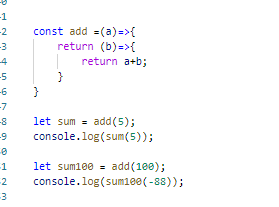 const add =(a)=>{
return (b)=>{
return a+b;
}
}
let sum = add(5);
console.log(sum(5));
let sum100 = add(100);
console.log(sum100(-88));